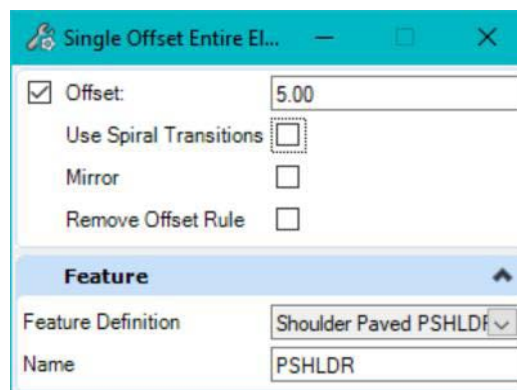 Single Offset Entire El...
Offset: 5.00
Use Spiral Transitions
Mirror
Remove Offset Rule
Feature
Feature Definition Shoulder Paved PSHLDR
Name PSHLDR